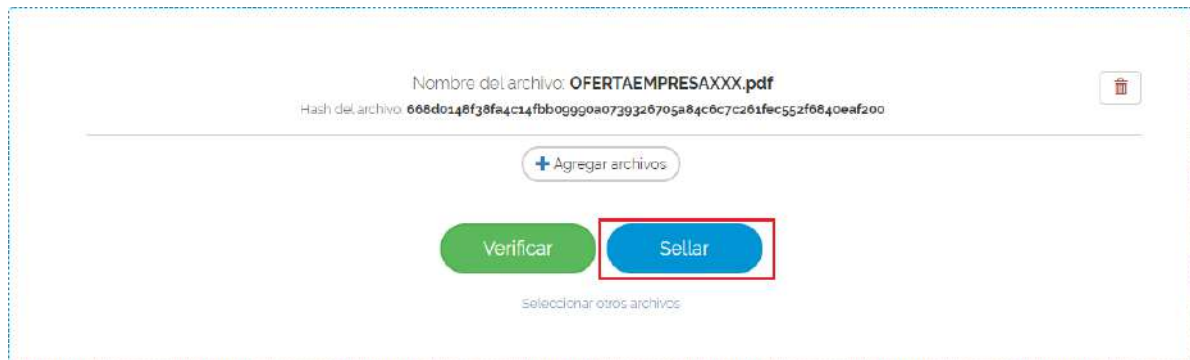 Nombre del archivo: OFERTAEMPRESAXXX.pdf
Hash del archivo: 668d0148f38fa4c14fbb09990a0739326705a84c6c7c261fec552f6840eaf200
+ Agregar archivos
Verificar
Sellar
Seleccionar otros archivos